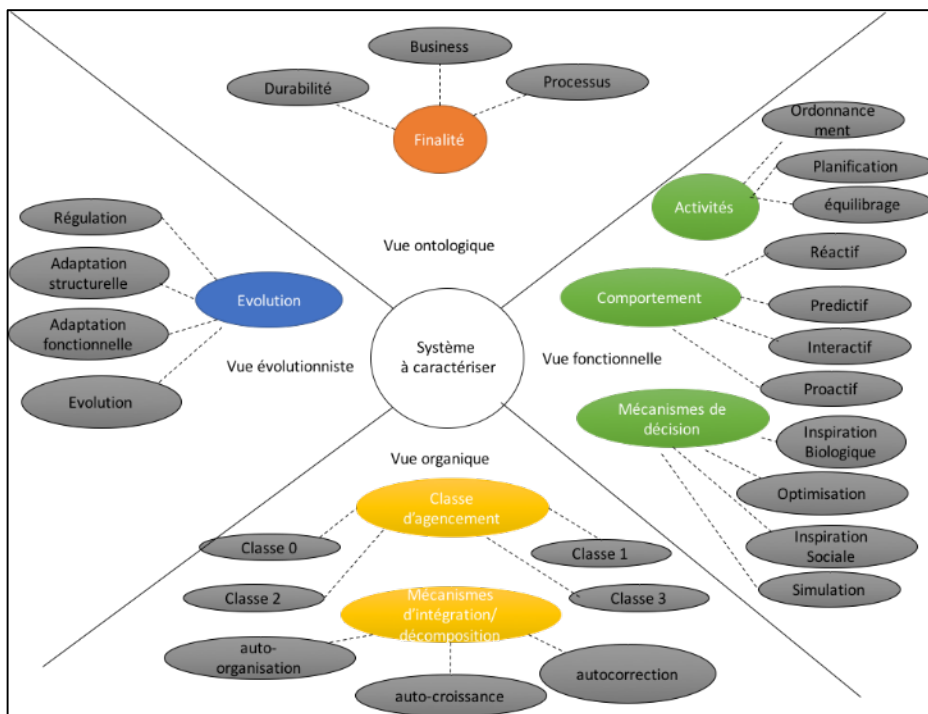 Business
Durabilité
Processus
Finalité
Vue ontologique
Ordonnance
ment
Planification
équilibrage
Activités
Réactif
Comportement
Predictif
Interactif
Proactif
Vue fonctionnelle
Mécanismes de
décision
Inspiration
Biologique
Optimisation
Inspiration
Sociale
Simulation
Régulation
Adaptation
structurelle
Adaptation
fonctionnelle
Evolution
Evolution
Vue évolutionniste
Système
à caractériser
Vue organique
Classe
d'agencement
Classe 0
Classe 1
Classe 2
Classe 3
Mécanismes
d'intégration/
décomposition
auto-
organisation
auto-croissance
autocorrection